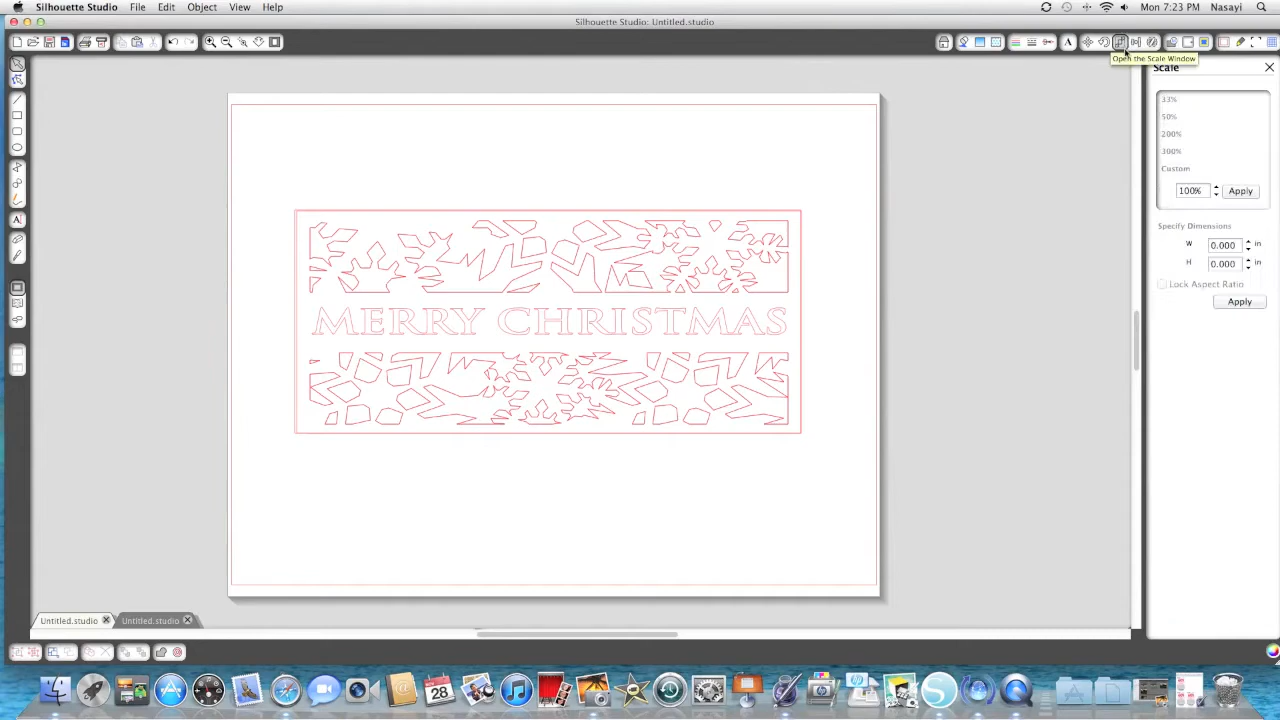 Silhouette Studio File Edit Object View Help Mon 7:23 PM Nasayi
Silhouette Studio: Untitled.studio
Open the Scale Window
Scale
33%
50%
200%
300%
Custom
100% Apply
Specify Dimensions
W 0.000 in
H 0.000 in
Lock Aspect Ratio
Apply
MERRY CHRISTMAS
Untitled.studio Untitled.studio
28